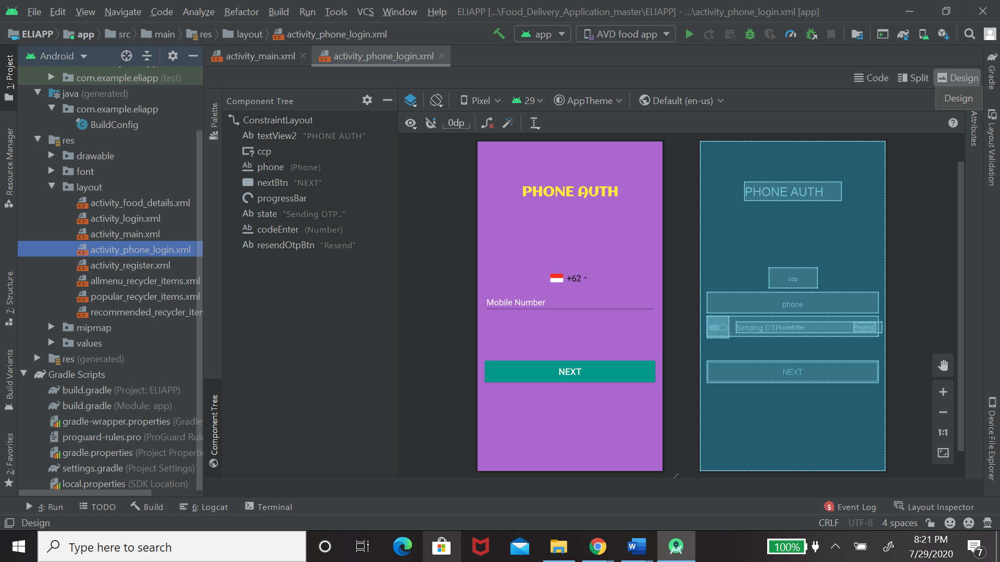 File Edit View Navigate Code Analyze Refactor Build Run Tools VCS Window Help ELIAPP [...\Food_Delivery_Application_master\ELIAPP] - ...\activity_phone_login.xml [app]
ELIAPP app src main res layout activity_phone_login.xml app AVD food app
Android activity_main.xml activity_phone_login.xml
com.example.eliapp (test)
java (generated)
com.example.eliapp
BuildConfig
res
drawable
font
layout
activity_food_details.xml
activity_login.xml
activity_main.xml
activity_phone_login.xml
activity_register.xml
allmenu_recycler_items.xml
popular_recycler_items.xml
recommended_recycler_iten
mipmap
values
res (generated)
Gradle Scripts
build.gradle (Project: ELIAPP)
build.gradle (Module: app)
gradle-wrapper.properties (Gradle
proguard-rules.pro (ProGuard Rule
gradle.properties (Project Properti
settings.gradle (Project Settings)
local.properties (SDK Location)
1: Project
Resource Manager
7: Structure
Build Variants
2: Favorites
Palette
Component Tree
Component Tree
ConstraintLayout
Ab textView2 "PHONE AUTH"
ccp
Ab phone (Phone)
nextBtn "NEXT"
progressBar
Ab state "Sending OTP.."
Ab codeEnter (Number)
Ab resendOtpBtn "Resend"
Code Split Design
Design
Pixel 29 AppTheme Default (en-us)
0dp
PHONE AUTH
+62
Mobile Number
NEXT
PHONE AUTH
ccp
phone
Sending OTP
codeEnter
Resend
NEXT
1:1
Attributes
Gradle
Layout Validation
Device File Explorer
4: Run TODO Build 6: Logcat Terminal 5 Event Log Layout Inspector
Design CRLF UTF-8 4 spaces
Type here to search
100%
8:21 PM
7/29/2020
7